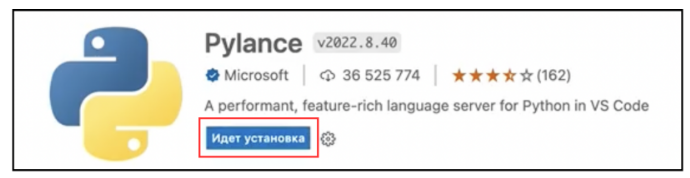 Pylance v2022.8.40
Microsoft 36 525 774 (162)
A performant, feature-rich language server for Python in VS Code
Идет установка